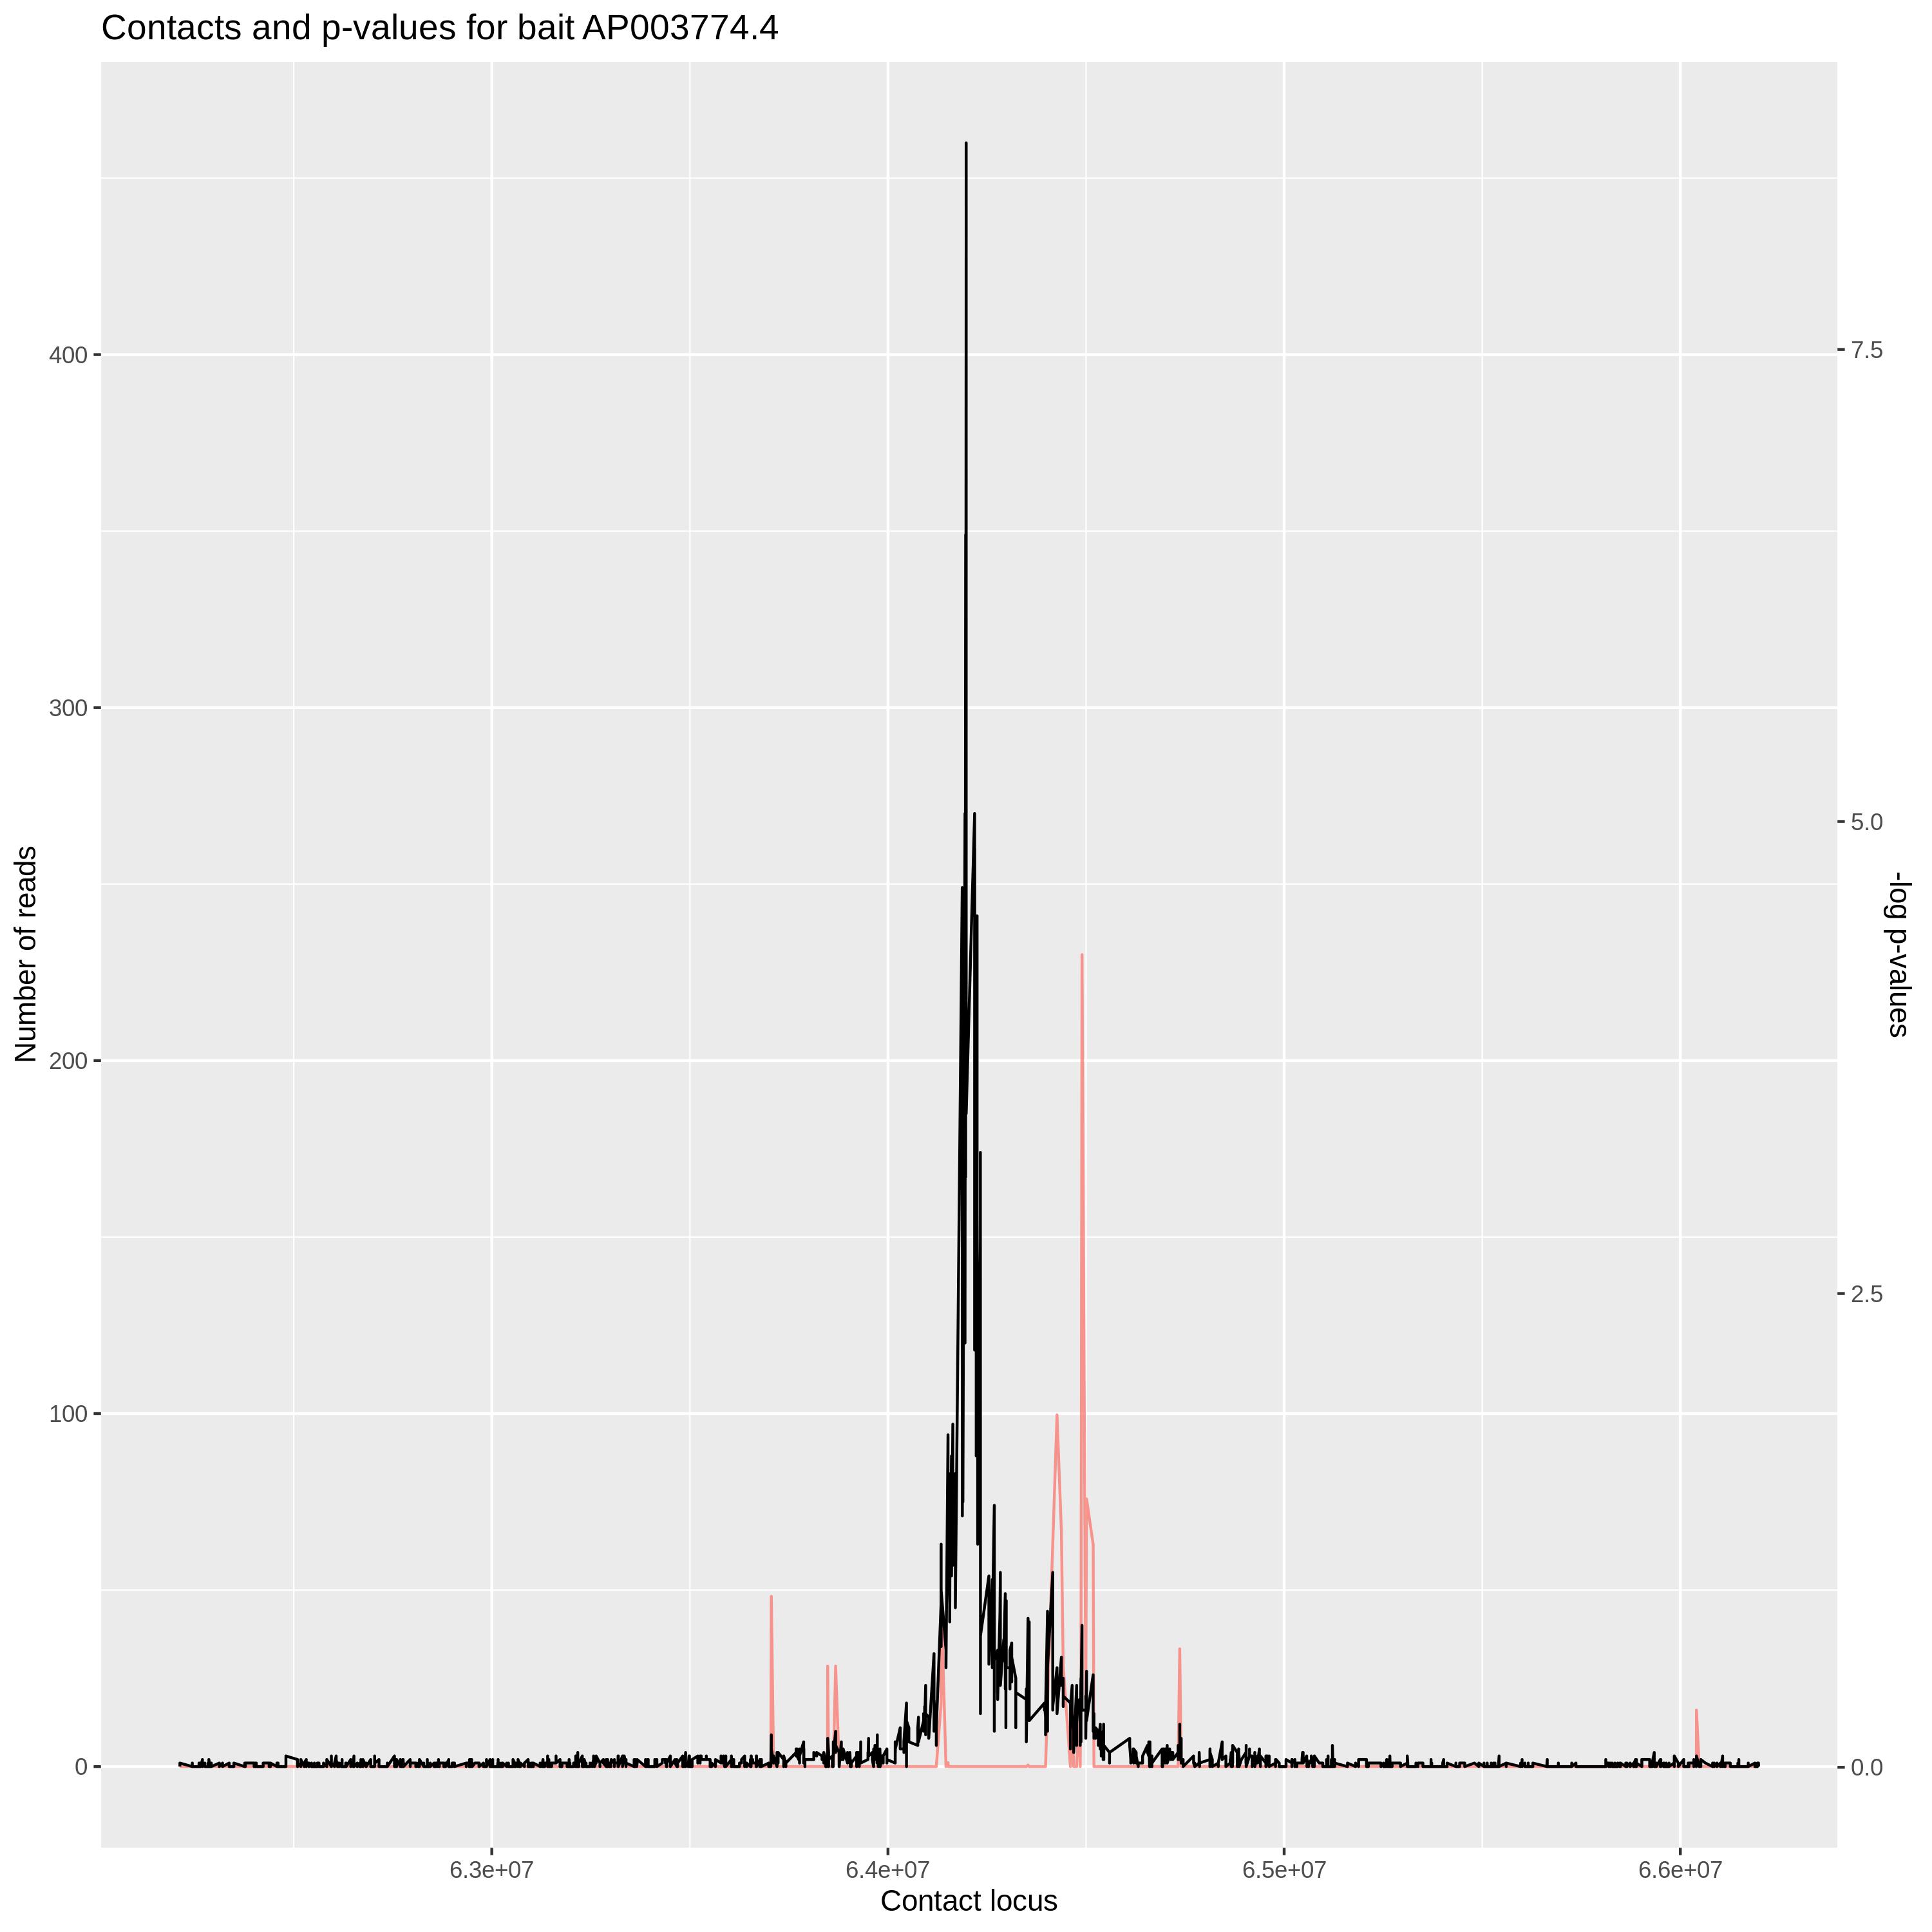 Contacts and p-values for bait AP003774.4
Number of reads
400
300
200
100
0
7.5
5.0
2.5
0.0
-log p-values
6.3e+07
6.4e+07
6.5e+07
6.6e+07
Contact locus